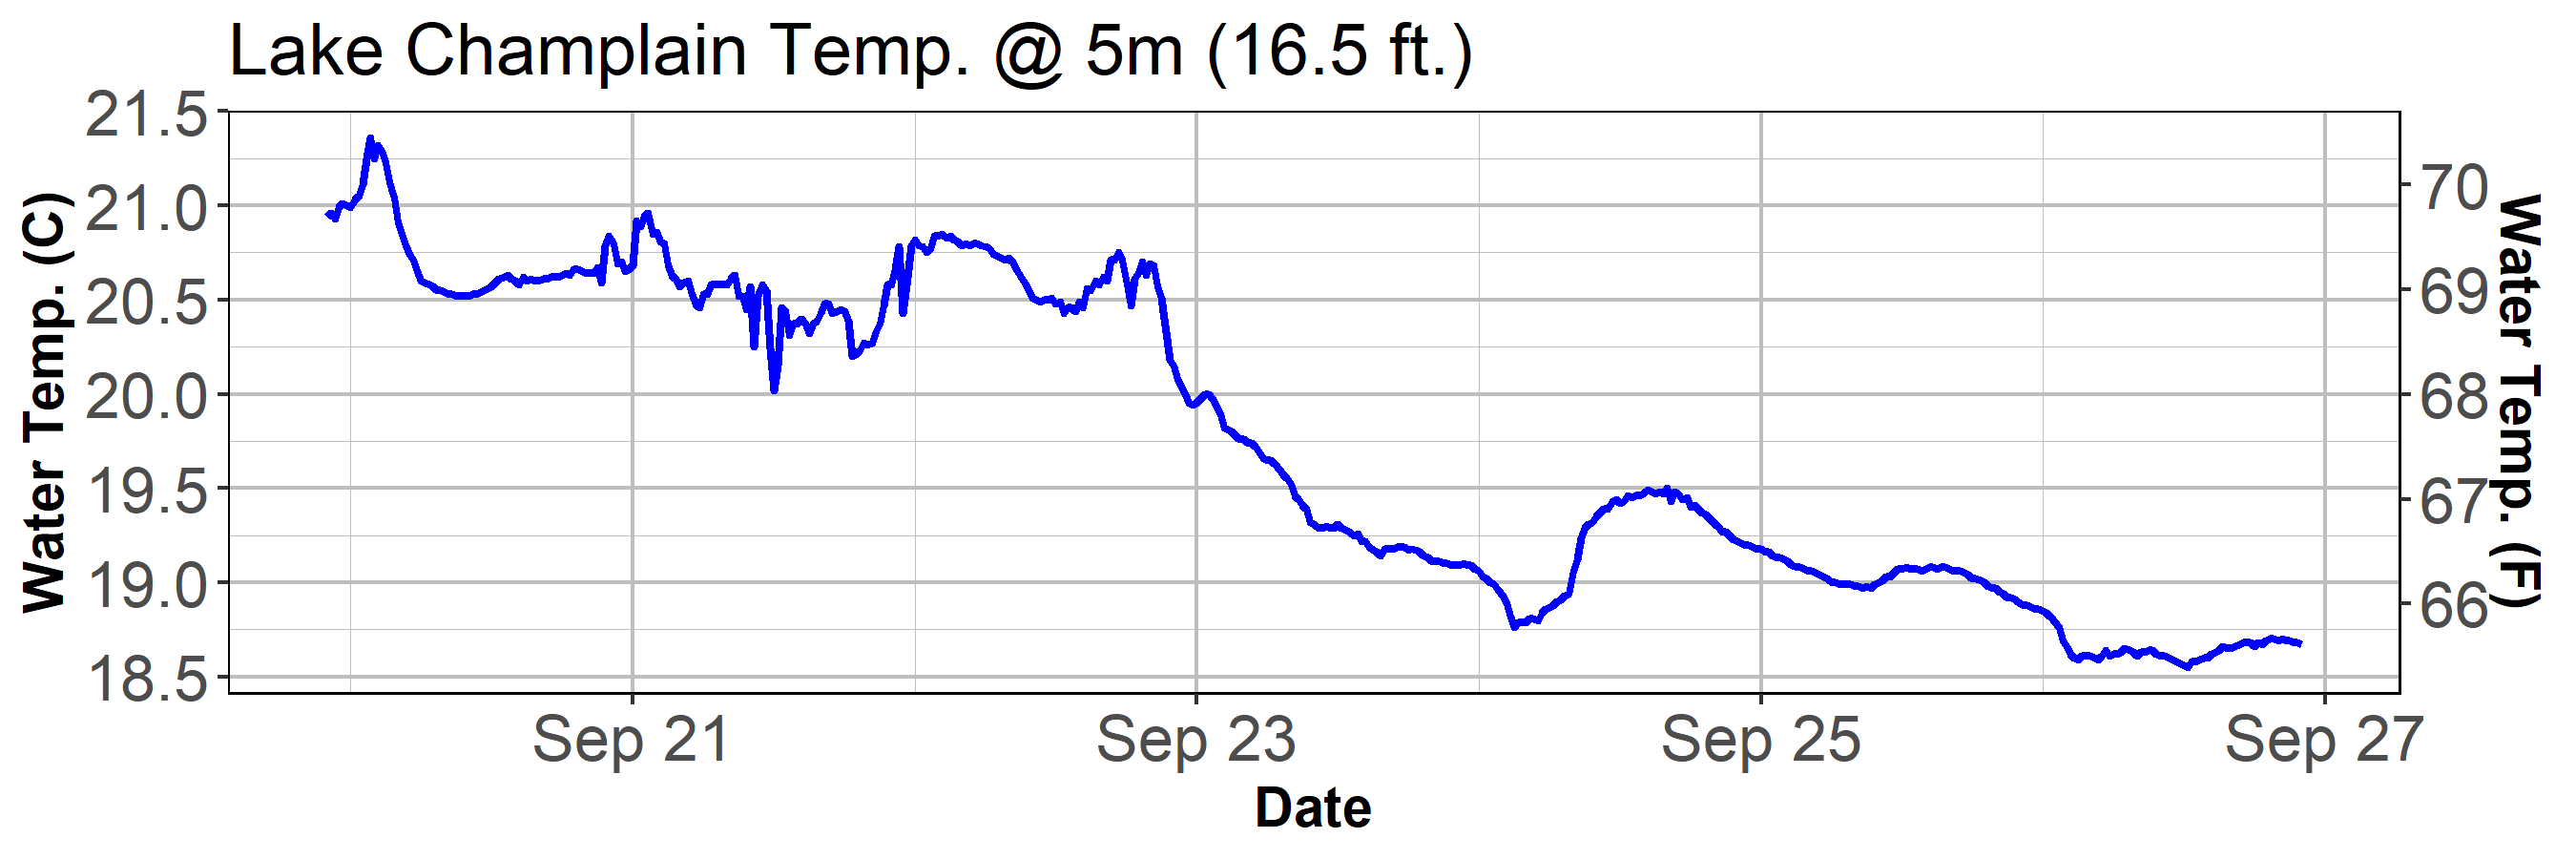 Lake Champlain Temp. @ 5m (16.5 ft.)
Water Temp. (C)
21.5
21.0
20.5
20.0
19.5
19.0
18.5
70
69
68
67
66
Water Temp. (F)
Sep 21 Sep 23 Sep 25 Sep 27
Date